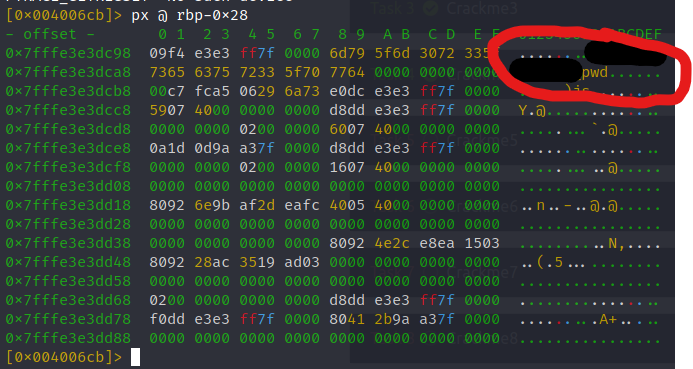 [0x004006cb]> px @ rbp-0x28
- offset -       0 1  2 3  4 5  6 7  8 9  A B  C D  E F
0x7fffe3e3dc98  09f4 e3e3 ff7f 0000 6d79 5f6d 3072
0x7fffe3e3dca8  7365 6375 7233 5f70 7764 0000 0000 0000  pwd......
0x7fffe3e3dcb8  00c7 fca5 0629 6a73 e0dc e3e3 ff7f 0000  .....)js........
0x7fffe3e3dcc8  5907 4000 0000 0000 d8dd e3e3 ff7f 0000  Y.@.............
0x7fffe3e3dcd8  0000 0000 0200 0000 6007 4000 0000 0000  ........`.@.....
0x7fffe3e3dce8  0a1d 0d9a a37f 0000 d8dd e3e3 ff7f 0000  ................
0x7fffe3e3dcf8  0000 0000 0200 0000 1607 4000 0000 0000  ..........@.....
0x7fffe3e3dd08  0000 0000 0000 0000 0000 0000 0000 0000  ................
0x7fffe3e3dd18  8092 6e9b af2d eafc 4005 4000 0000 0000  ..n..-..@.@.....
0x7fffe3e3dd28  0000 0000 0000 0000 0000 0000 0000 0000  ................
0x7fffe3e3dd38  0000 0000 0000 0000 8092 4e2c e8ea 1503  ..........N,....
0x7fffe3e3dd48  8092 28ac 3519 ad03 0000 0000 0000 0000  ..(.5...........
0x7fffe3e3dd58  0000 0000 0000 0000 0000 0000 0000 0000  ................
0x7fffe3e3dd68  0200 0000 0000 0000 d8dd e3e3 ff7f 0000  ................
0x7fffe3e3dd78  f0dd e3e3 ff7f 0000 8041 2b9a a37f 0000  .........A+.....
0x7fffe3e3dd88  0000 0000 0000 0000 0000 0000 0000 0000  ................
[0x004006cb]>